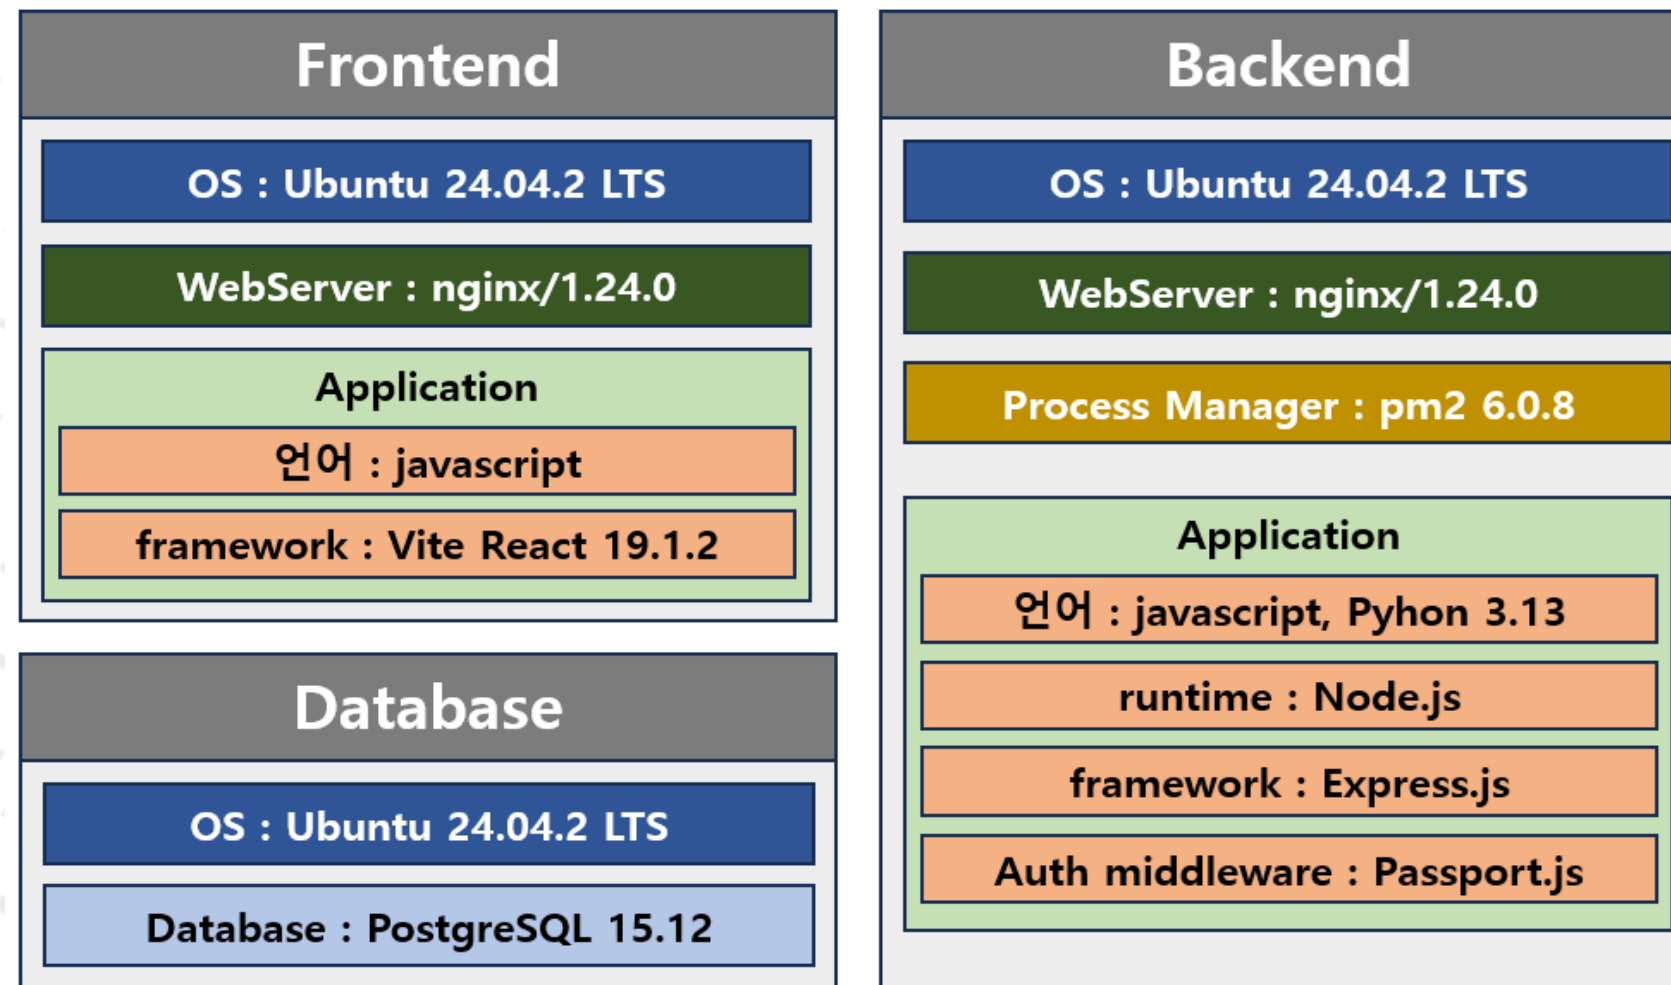 Frontend
OS : Ubuntu 24.04.2 LTS
WebServer : nginx/1.24.0
Application
언어 : javascript
framework : Vite React 19.1.2
Database
OS : Ubuntu 24.04.2 LTS
Database : PostgreSQL 15.12
Backend
OS : Ubuntu 24.04.2 LTS
WebServer : nginx/1.24.0
Process Manager : pm2 6.0.8
Application
언어 : javascript, Pyhon 3.13
runtime : Node.js
framework : Express.js
Auth middleware : Passport.js